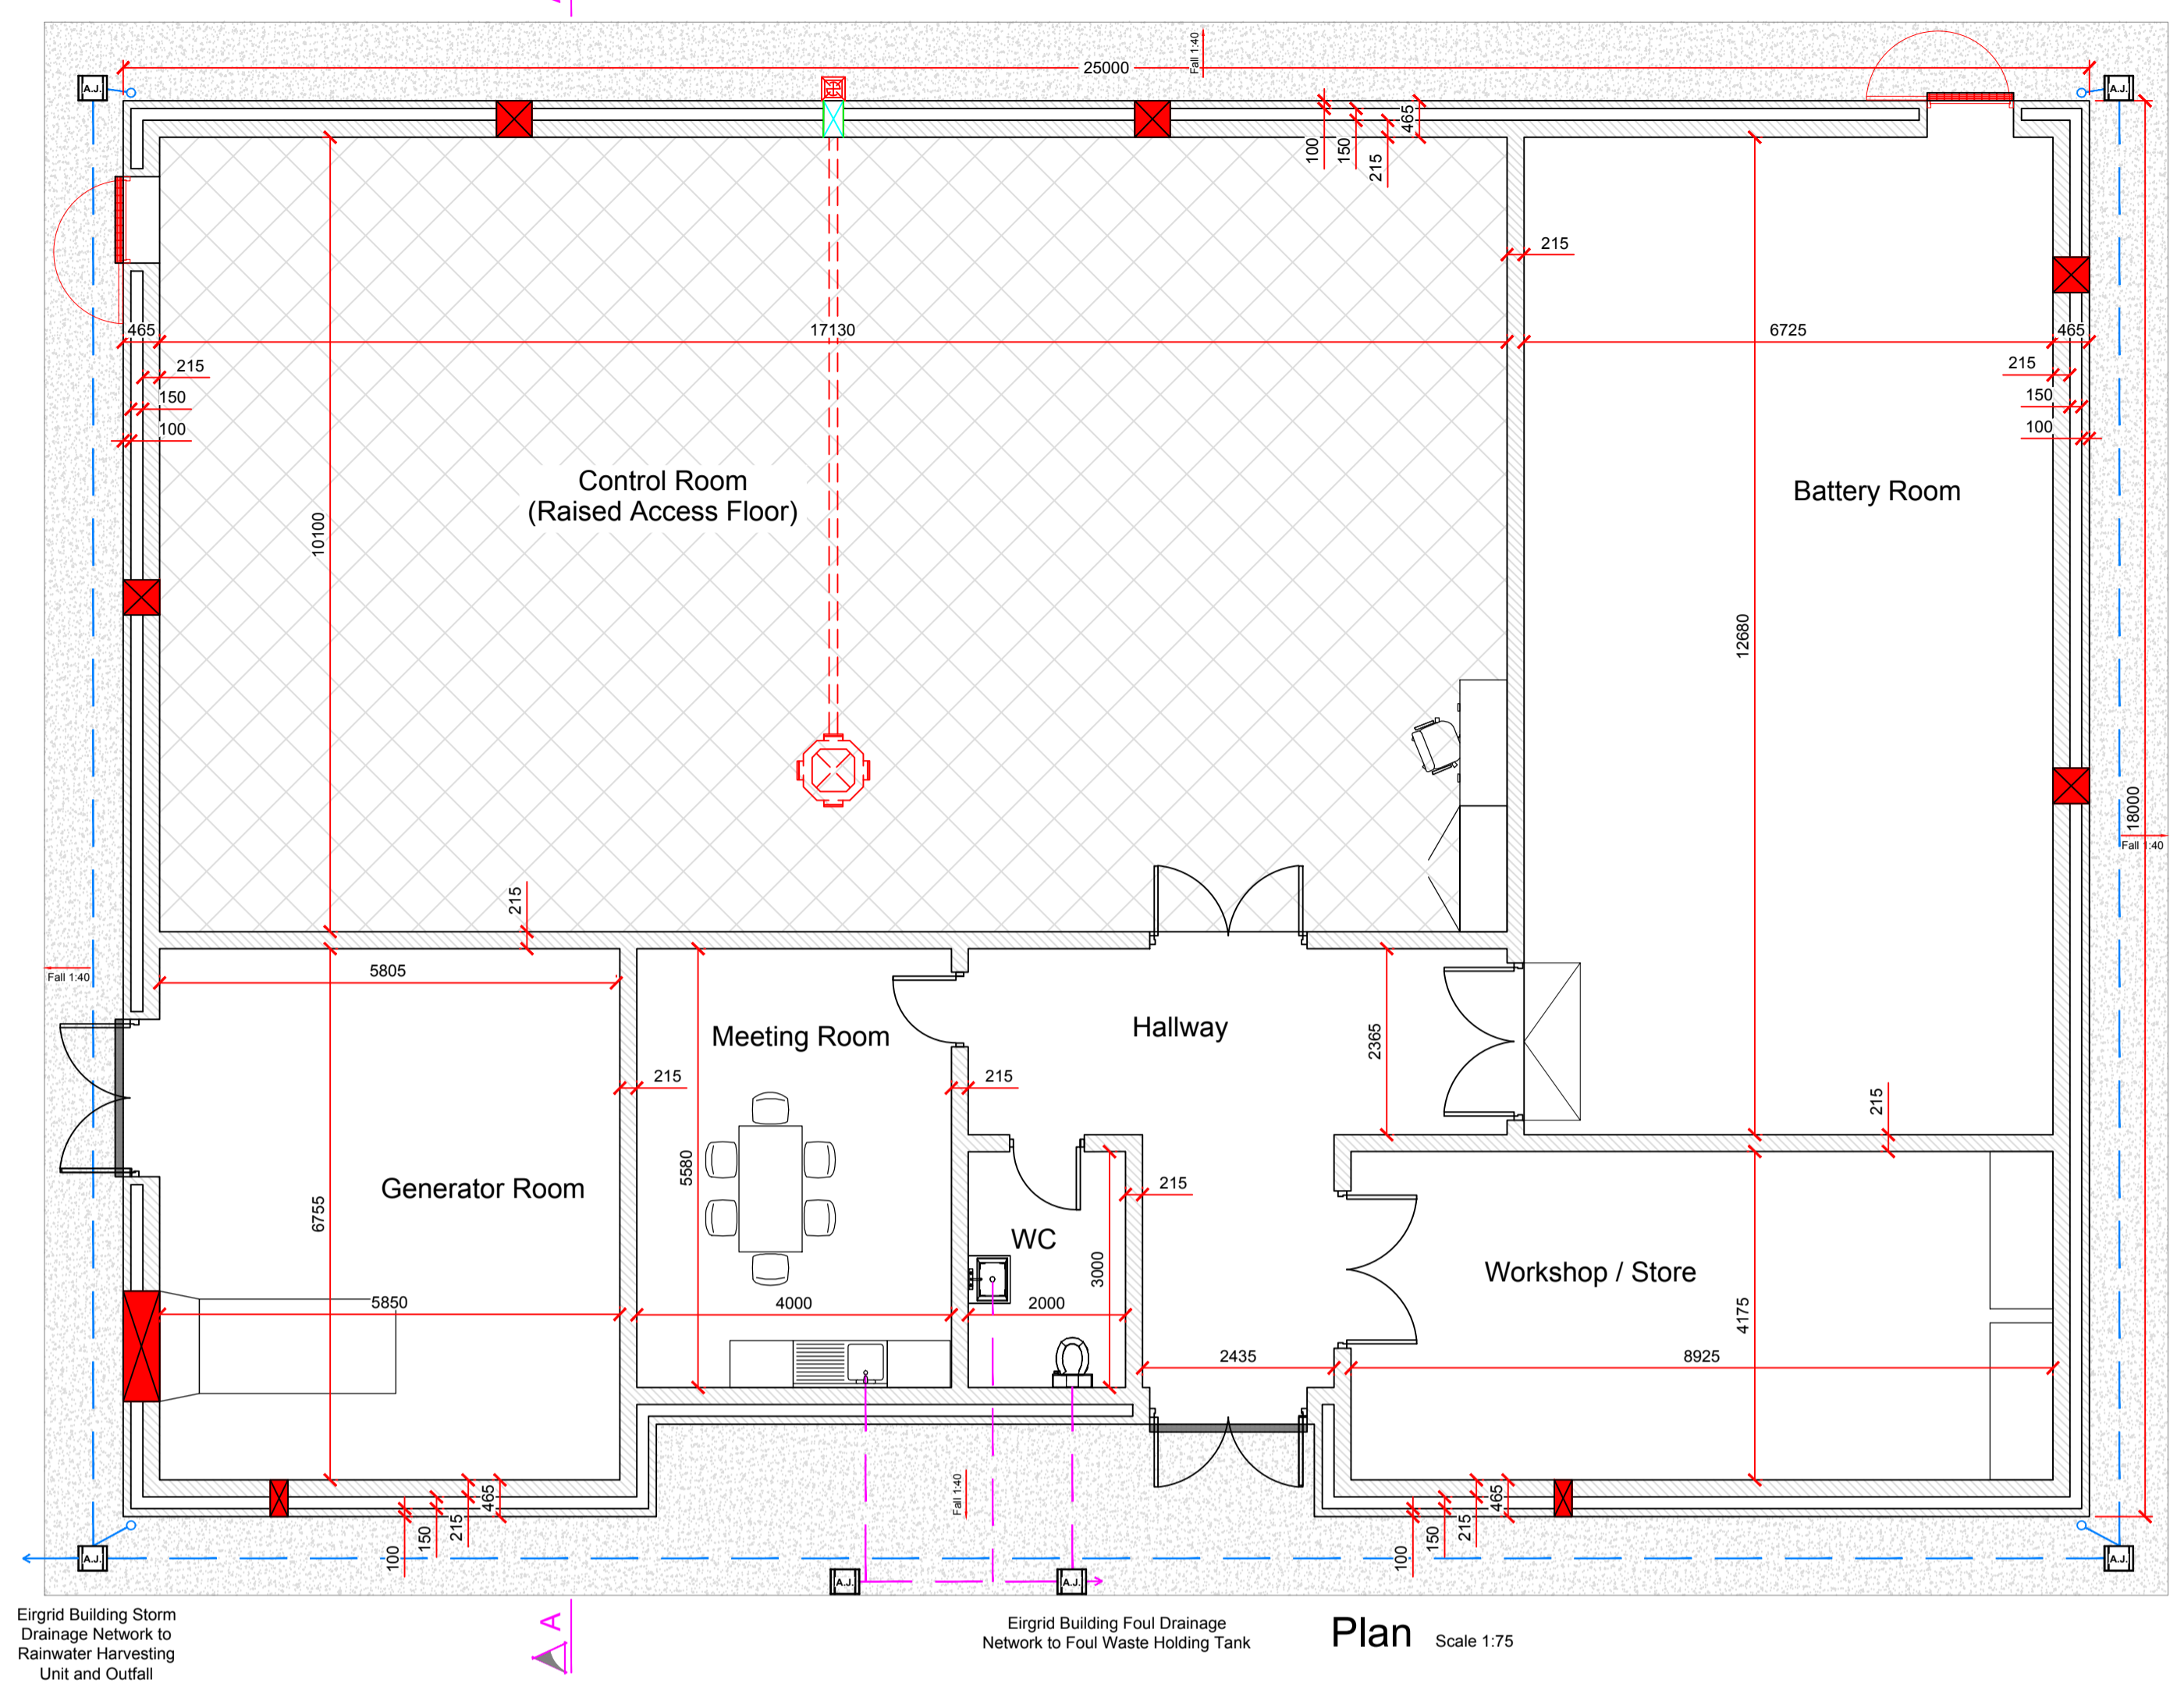 Fall 1:40
25000
A.J.
A.J.
465
100
150
215
215
465
17130
6725
465
215
150
100
215
150
100
Control Room
(Raised Access Floor)
Battery Room
10100
12680
18000
Fall 1:40
215
Fall 1:40
5805
Meeting Room
Hallway
2365
215
215
215
5580
215
Generator Room
6755
WC
3000
Workshop / Store
4175
5850
4000
2000
2435
8925
465
215
150
100
Fall 1:40
465
215
150
100
A.J.
A.J.
A.J.
A.J.
Eirgrid Building Storm
Drainage Network to
Rainwater Harvesting
Unit and Outfall
A
Eirgrid Building Foul Drainage
Network to Foul Waste Holding Tank
Plan Scale 1:75